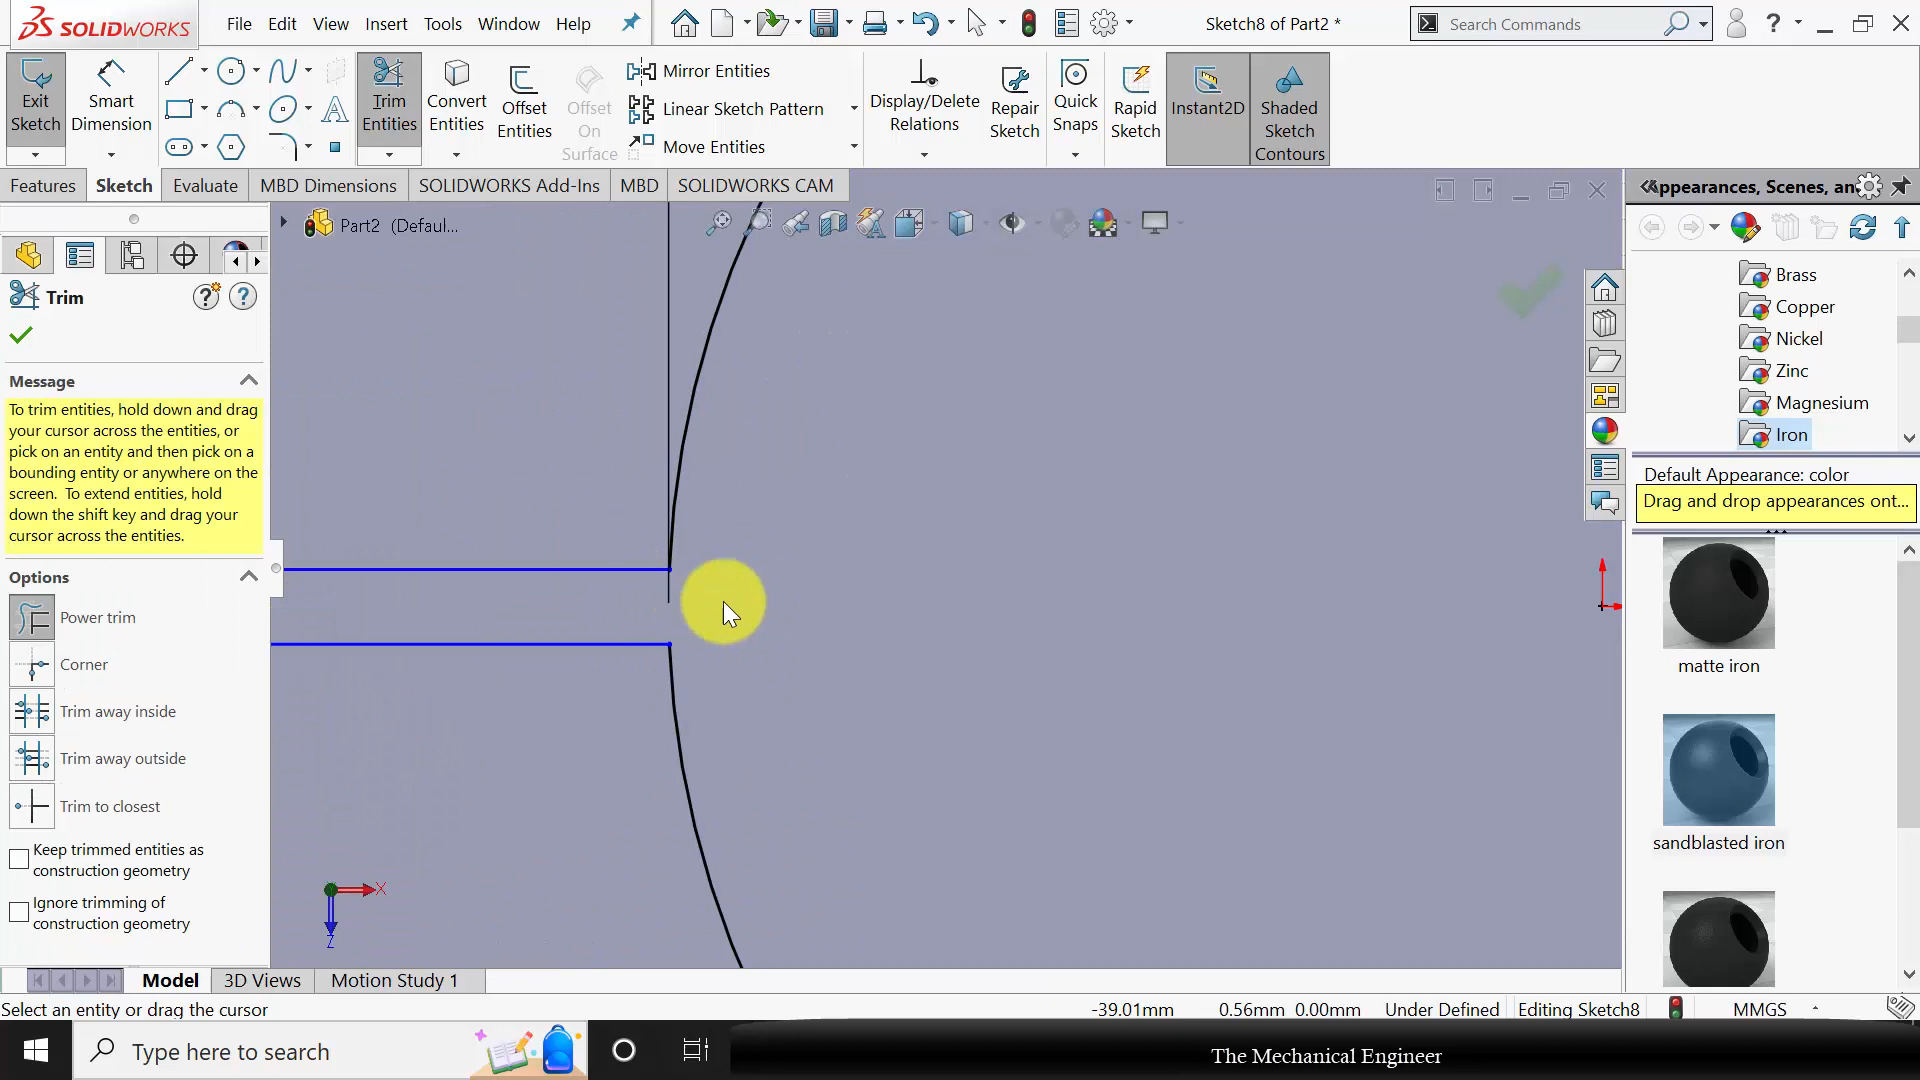 SOLIDWORKS
File Edit View Insert Tools Window Help
Sketch8 of Part2 *
Search Commands
Exit Sketch
Smart Dimension
Trim Entities
Convert Entities
Offset Entities
Offset On Surface
Mirror Entities
Linear Sketch Pattern
Move Entities
Display/Delete Relations
Repair Sketch
Quick Snaps
Rapid Sketch
Instant2D
Shaded Sketch Contours
Features Sketch Evaluate MBD Dimensions SOLIDWORKS Add-Ins MBD SOLIDWORKS CAM
Appearances, Scenes, an
Part2 (Defaul...
Trim
Message
To trim entities, hold down and drag
your cursor across the entities, or
pick on an entity and then pick on a
bounding entity or anywhere on the
screen. To extend entities, hold
down the shift key and drag your
cursor across the entities.
Options
Power trim
Corner
Trim away inside
Trim away outside
Trim to closest
Keep trimmed entities as
construction geometry
Ignore trimming of
construction geometry
X
Z
Brass
Copper
Nickel
Zinc
Magnesium
Iron
Default Appearance: color
Drag and drop appearances ont...
matte iron
sandblasted iron
Model 3D Views Motion Study 1
Select an entity or drag the cursor
-39.01mm 0.56mm 0.00mm Under Defined Editing Sketch8 MMGS
Type here to search
The Mechanical Engineer